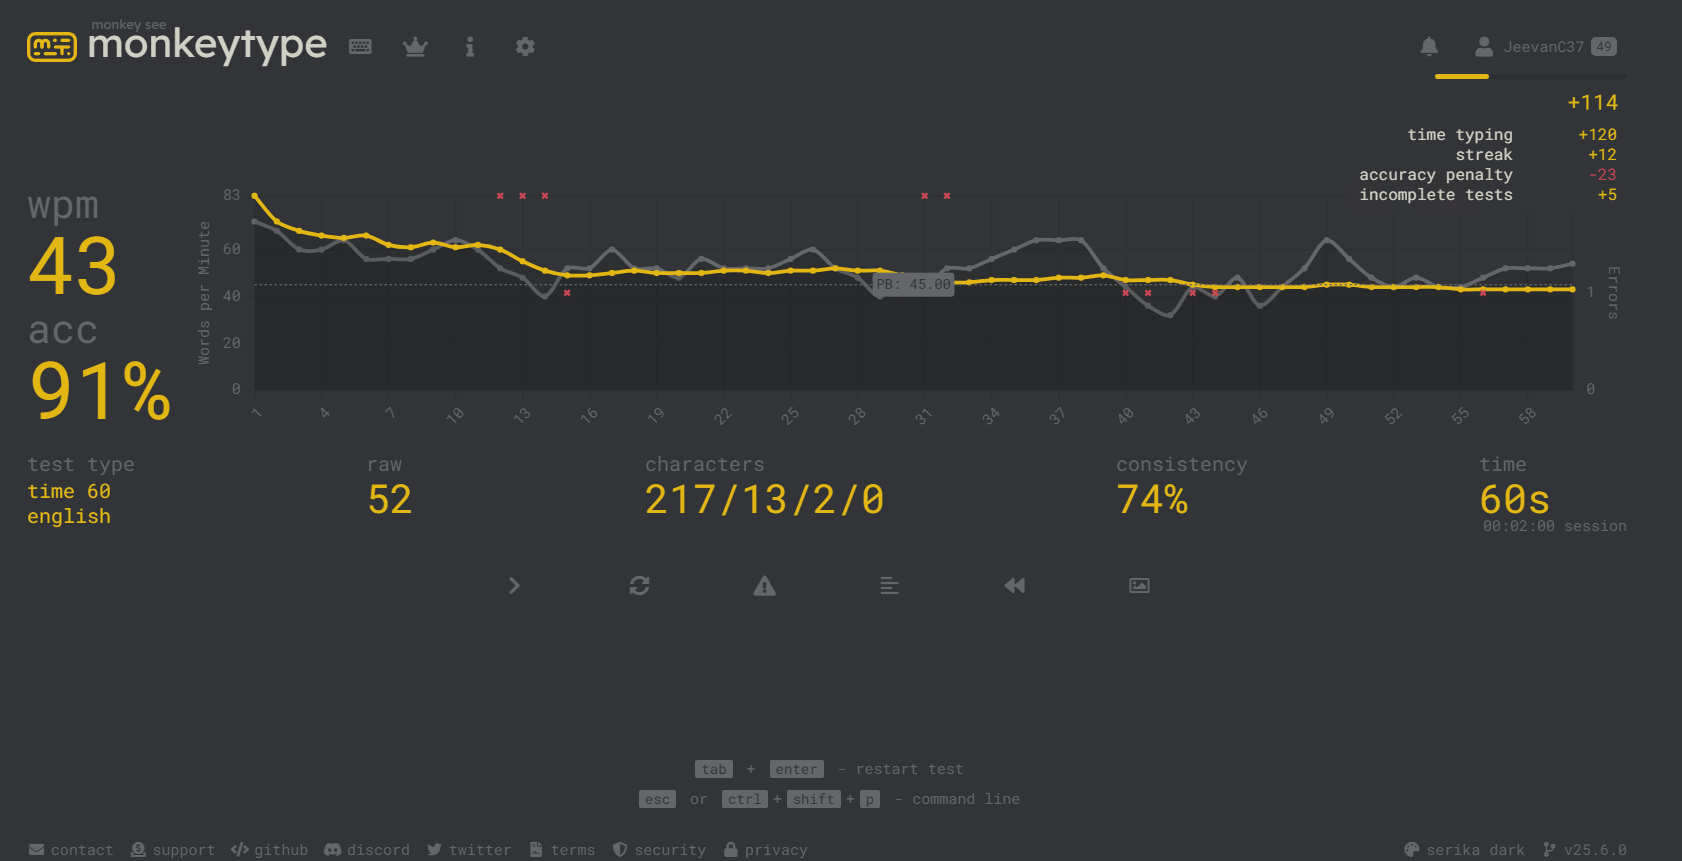 monkey see
monkeytype
JeevanC37 49
+114
time typing +120
streak +12
accuracy penalty -23
incomplete tests +5
wpm
43
acc
91%
Words per Minute
83
60
40
20
0
PB: 45.00
Errors
1
0
1 4 7 10 13 16 19 22 25 28 31 34 37 40 43 46 49 52 55 58
test type
time 60
english
raw
52
characters
217/13/2/0
consistency
74%
time
60s
00:02:00 session
tab + enter - restart test
esc or ctrl + shift + p - command line
contact support github discord twitter terms security privacy serika dark v25.6.0